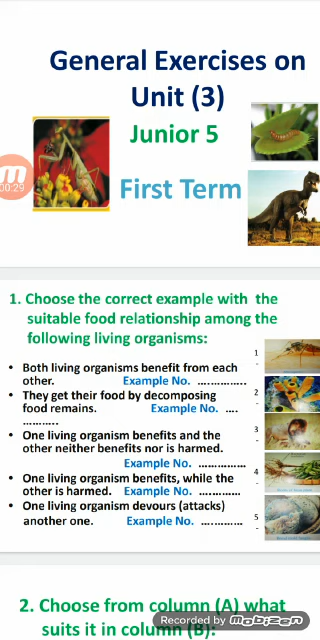 General Exercises on
Unit (3)
Junior 5
First Term
00:29
1. Choose the correct example with the
suitable food relationship among the
following living organisms:
• Both living organisms benefit from each
other. Example No. ……………
• They get their food by decomposing
food remains. Example No. ….
………..
• One living organism benefits and the
other neither benefits nor is harmed.
Example No. ……………
• One living organism benefits, while the
other is harmed. Example No. ………….
• One living organism devours (attacks)
another one. Example No. ………….
1
2
-
3
-
4
-
5
-
2. Choose from column (A) what
suits it in column (B):
Recorded by mobizen